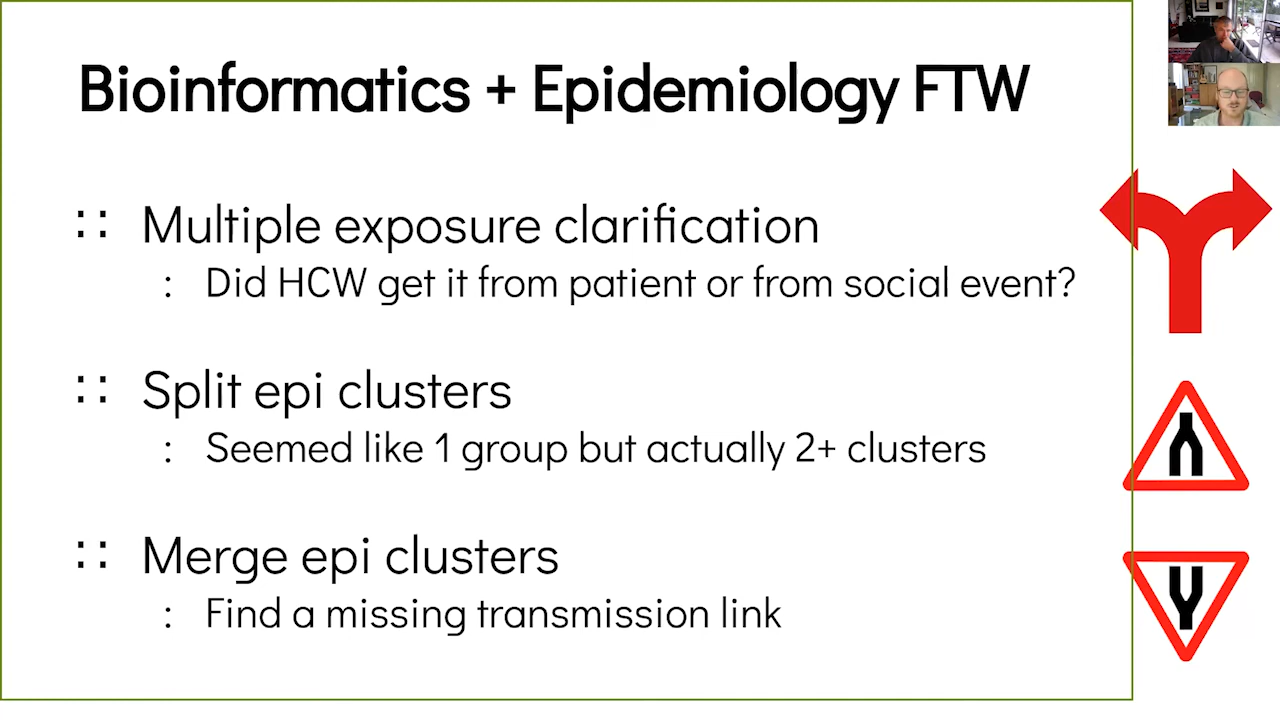 Bioinformatics + Epidemiology FTW
:: Multiple exposure clarification
: Did HCW get it from patient or from social event?
:: Split epi clusters
: Seemed like 1 group but actually 2+ clusters
:: Merge epi clusters
: Find a missing transmission link